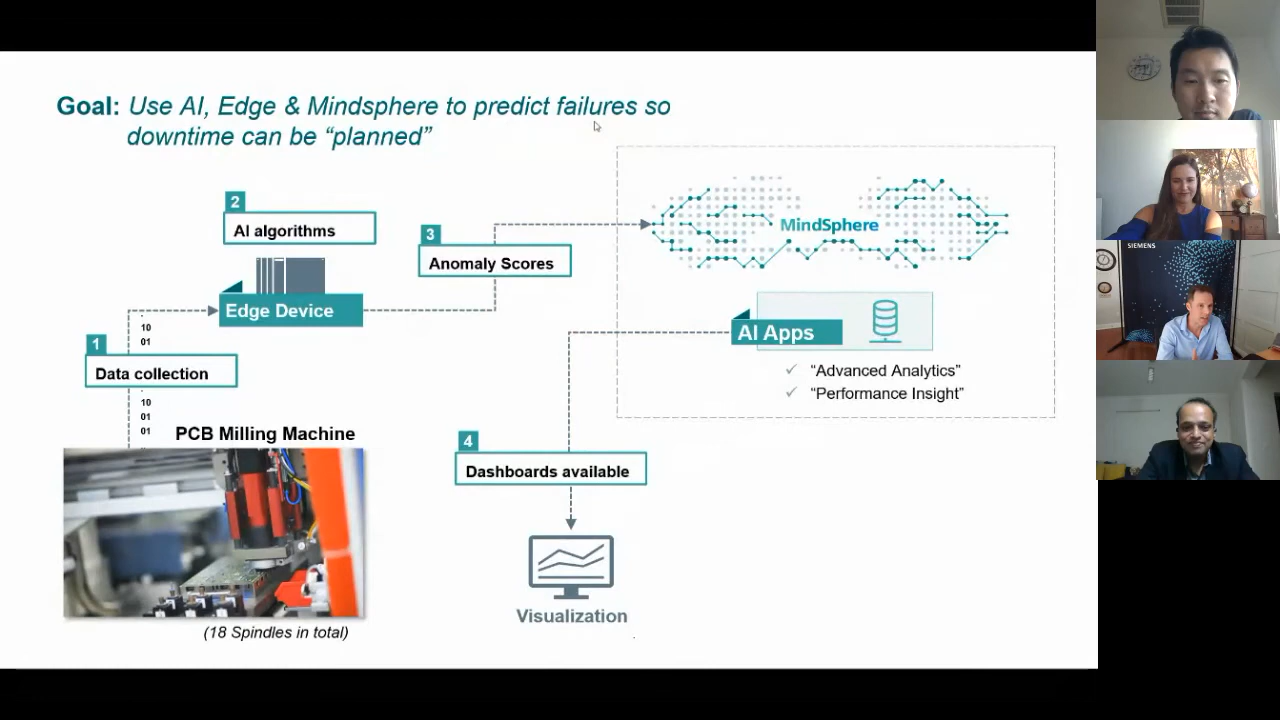 Goal: Use AI, Edge & Mindsphere to predict failures so
downtime can be “planned”
2
AI algorithms
3
Anomaly Scores
MindSphere
Edge Device
10
01
1
Data collection
10
01
01
PCB Milling Machine
(18 Spindles in total)
AI Apps
✓ “Advanced Analytics”
✓ “Performance Insight”
4
Dashboards available
Visualization
SIEMENS